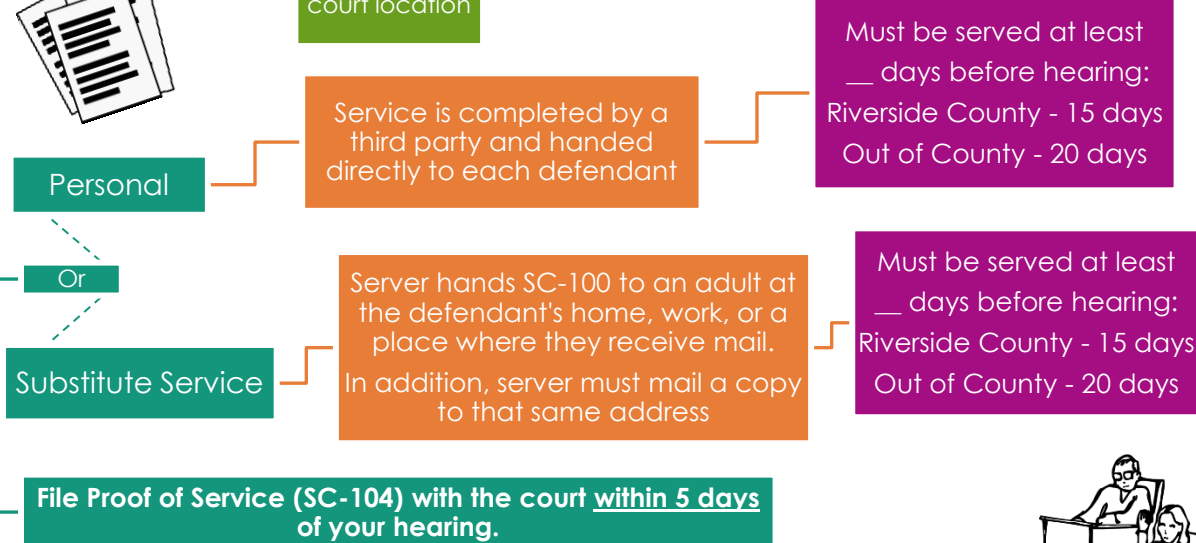 court location
Must be served at least
__ days before hearing:
Riverside County - 15 days
Out of County - 20 days
Service is completed by a
third party and handed
directly to each defendant
Personal
Or
Server hands SC-100 to an adult at
the defendant's home, work, or a
place where they receive mail.
In addition, server must mail a copy
to that same address
Must be served at least
__ days before hearing:
Riverside County - 15 days
Out of County - 20 days
Substitute Service
File Proof of Service (SC-104) with the court within 5 days
of your hearing.